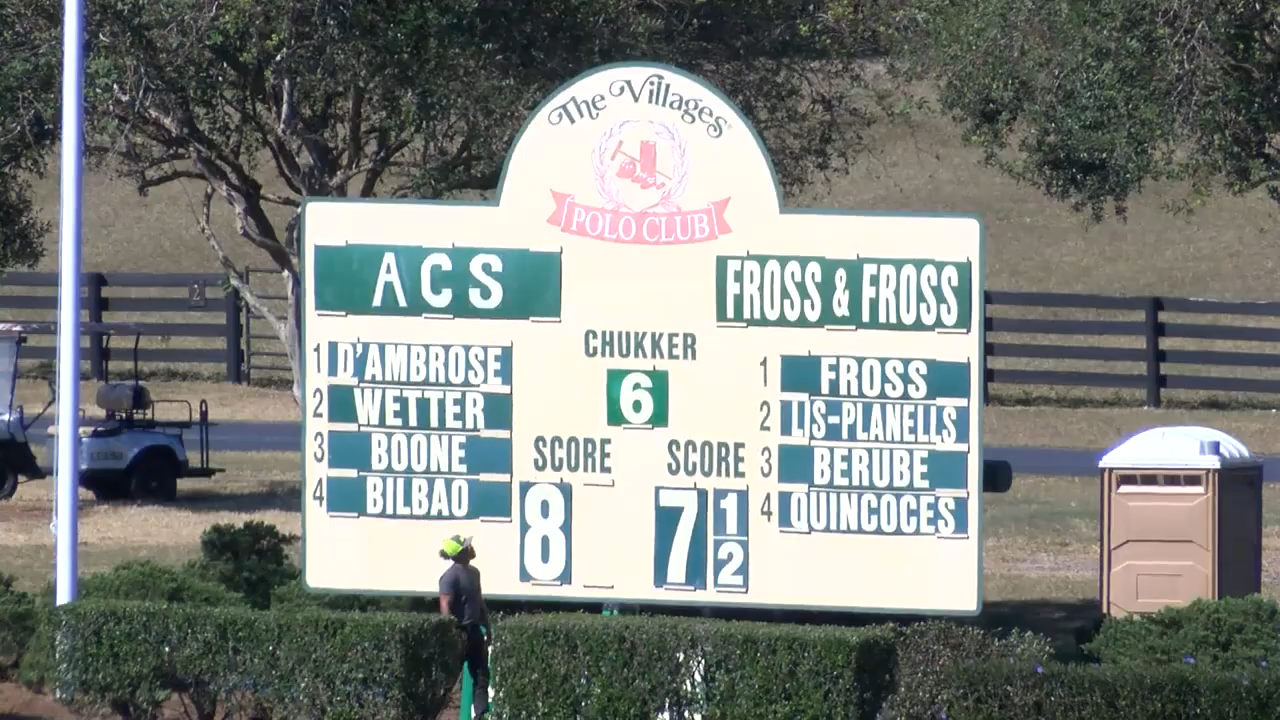 The Villages
POLO CLUB
ACS
FROSS & FROSS
CHUKKER
6
1 D'AMBROSE
2 WETTER
3 BOONE
4 BILBAO
1 FROSS
2 LIS-PLANELLS
3 BERUBE
4 QUINCOCES
SCORE
8
SCORE
7 1/2
2